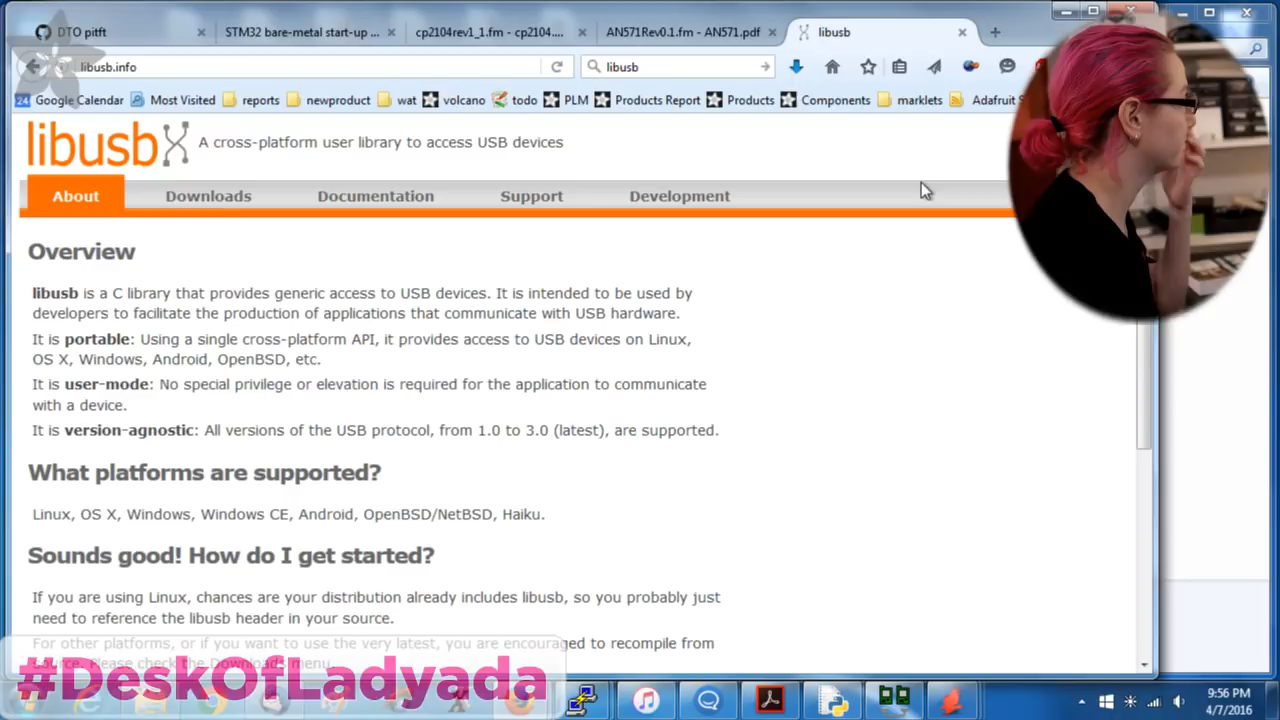 DTO pitft
STM32 bare-metal start-up ...
cp2104rev1_1.fm - cp2104....
AN571Rev0.1.fm - AN571.pdf
libusb
libusb.info
libusb
24 Google Calendar
Most Visited
reports
newproduct
wat
volcano
todo
PLM
Products Report
Products
Components
marklets
Adafruit
libusb
A cross-platform user library to access USB devices
About
Downloads
Documentation
Support
Development
Overview
libusb is a C library that provides generic access to USB devices. It is intended to be used by
developers to facilitate the production of applications that communicate with USB hardware.
It is portable: Using a single cross-platform API, it provides access to USB devices on Linux,
OS X, Windows, Android, OpenBSD, etc.
It is user-mode: No special privilege or elevation is required for the application to communicate
with a device.
It is version-agnostic: All versions of the USB protocol, from 1.0 to 3.0 (latest), are supported.
What platforms are supported?
Linux, OS X, Windows, Windows CE, Android, OpenBSD/NetBSD, Haiku.
Sounds good! How do I get started?
If you are using Linux, chances are your distribution already includes libusb, so you probably just
need to reference the libusb header in your source.
For other platforms, or if you want to use the very latest, you are encouraged to recompile from
source. Please check the Downloads menu.
#DeskOfLadyada
9:56 PM
4/7/2016